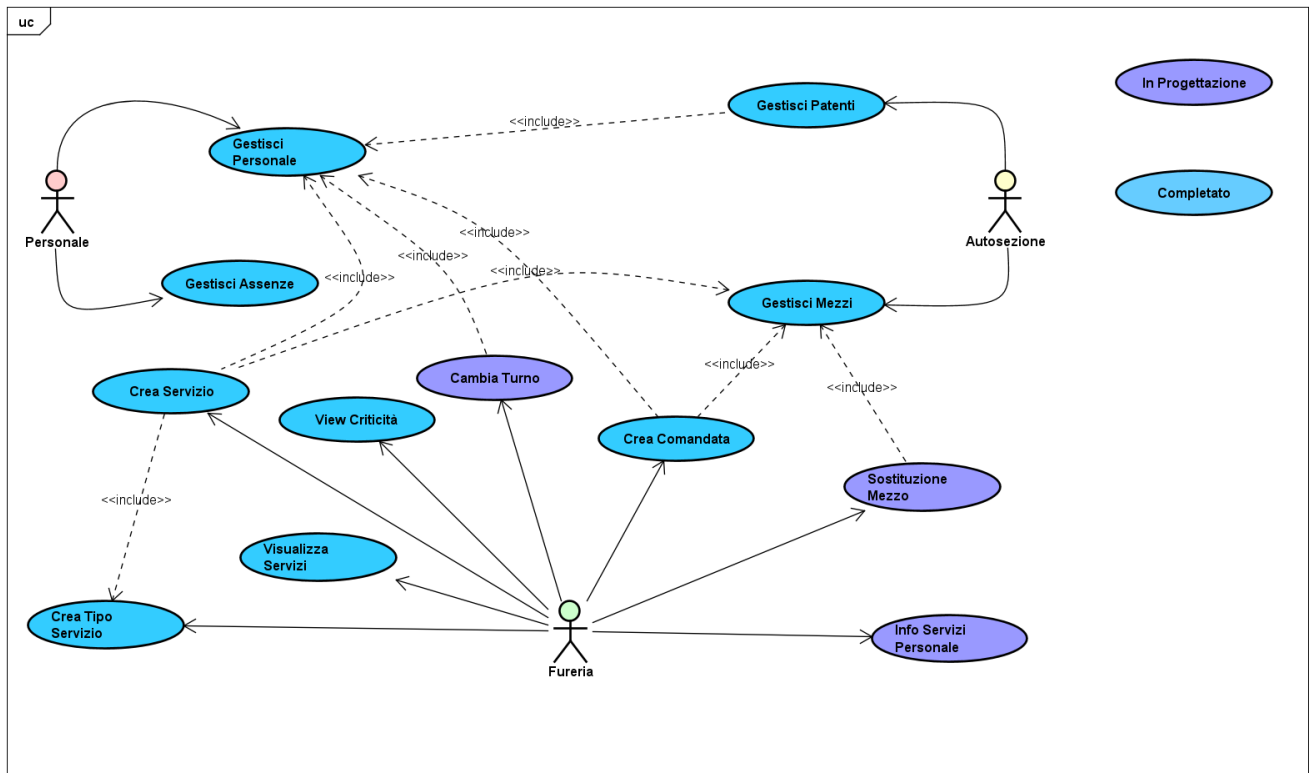 uc
In Progettazione
Gestisci Patenti
<<include>>
Gestisci
Personale
Completato
Personale
Autosezione
<<include>>
<<include>>
<<include>>
<<include>>
Gestisci Assenze
Gestisci Mezzi
<<include>>
Cambia Turno
<<include>>
Crea Servizio
View Criticità
Crea Comandata
Sostituzione
Mezzo
<<include>>
Visualizza
Servizi
Crea Tipo
Servizio
Info Servizi
Personale
Fureria